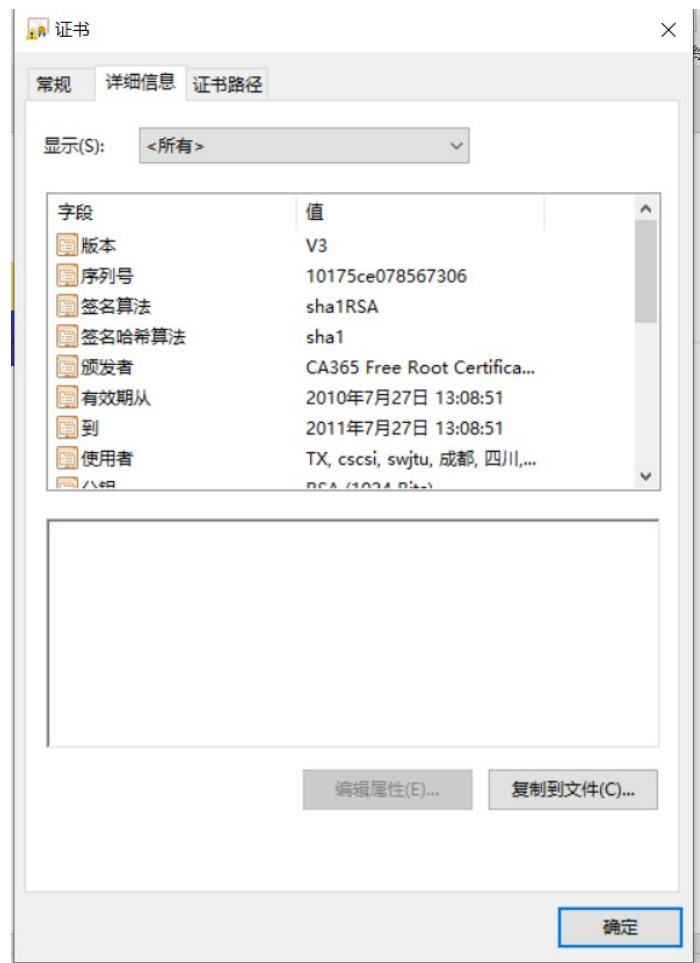 证书
常规 详细信息 证书路径
显示(S): <所有>
字段 值
版本 V3
序列号 10175ce078567306
签名算法 sha1RSA
签名哈希算法 sha1
颁发者 CA365 Free Root Certifica...
有效期从 2010年7月27日 13:08:51
到 2011年7月27日 13:08:51
使用者 TX, cscsi, swjtu, 成都, 四川,...
公钥 RSA (1024 Bits)
编辑属性(E)... 复制到文件(C)...
确定